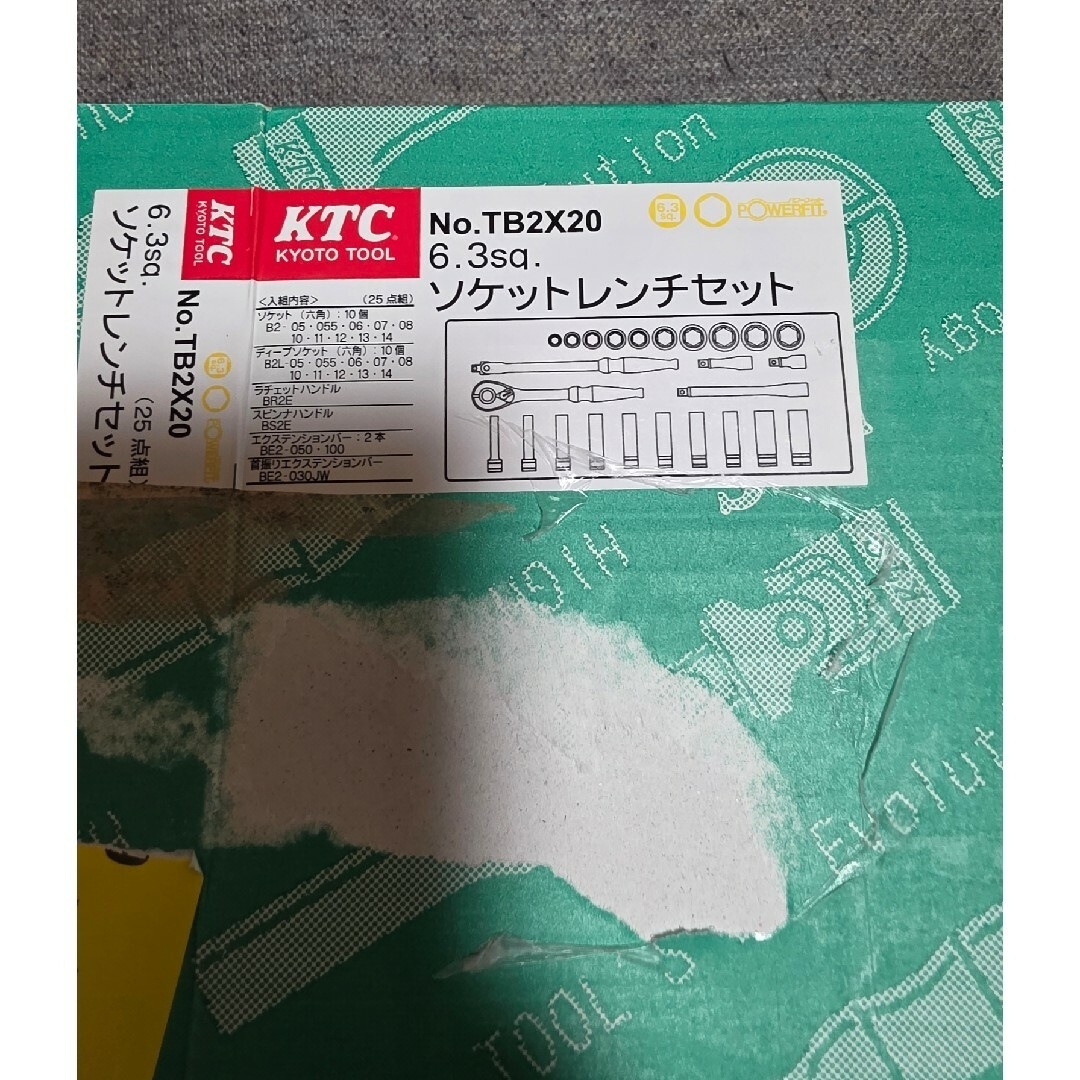 KTC
KYOTO TOOL
No.TB2X20
6.3sq.
ソケットレンチセット
6.3 sq.
POWERFIT
<入組内容> (25点組)
ソケット (六角):10個
B2-05・055・06・07・08
10・11・12・13・14
ディープソケット (六角):10個
B2L-05・055・06・07・08
10・11・12・13・14
ラチェットハンドル
BR2E
スピンナハンドル
BS2E
エクステンションバー:2本
BE2-050・100
首振りエクステンションバー
BE2-030JW
KTC
KYOTO TOOL
No.TB2X20
6.3sq.
ソケットレンチセット
(25点組)
POWERFIT
ution
Evolut
TOOL